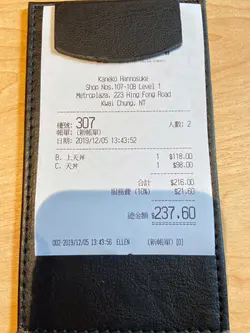 Kaneko Hannosuke
Shop Nos.107-108 Level 1
Metroplaza, 223 Hing Fong Road
Kwai Chung, NT
檯號: 307 人數: 2
帳單: (新帳單)
日期: 2019/12/05 13:43:52
B. 上天丼 1 $118.00
C. 天丼 1 $98.00
合計 $216.00
服務費 (10%) $21.60
總金額 $237.60
002-2019/12/05 13:43:56 ELLEN (新帳單) [0]